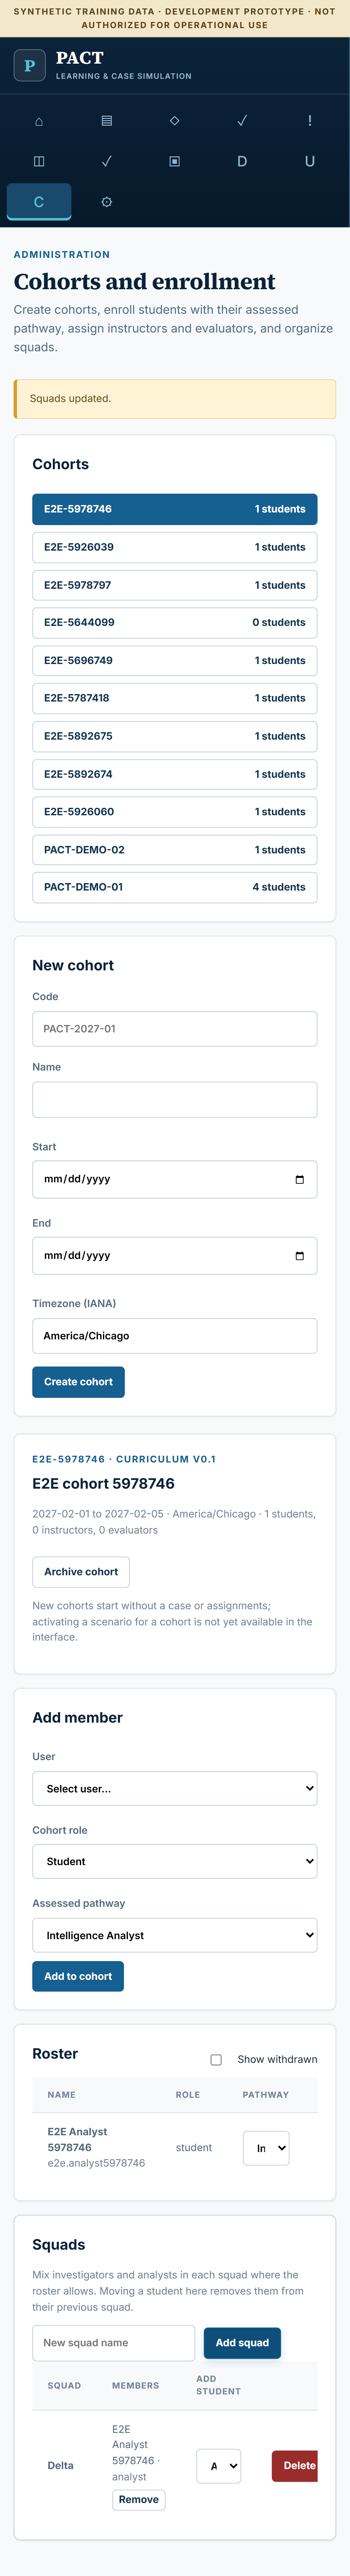 SYNTHETIC TRAINING DATA · DEVELOPMENT PROTOTYPE · NOT
AUTHORIZED FOR OPERATIONAL USE
P
PACT
LEARNING & CASE SIMULATION
D
U
C
ADMINISTRATION
Cohorts and enrollment
Create cohorts, enroll students with their assessed
pathway, assign instructors and evaluators, and organize
squads.
Squads updated.
Cohorts
E2E-5978746 1 students
E2E-5926039 1 students
E2E-5978797 1 students
E2E-5644099 0 students
E2E-5696749 1 students
E2E-5787418 1 students
E2E-5892675 1 students
E2E-5892674 1 students
E2E-5926060 1 students
PACT-DEMO-02 1 students
PACT-DEMO-01 4 students
New cohort
Code
PACT-2027-01
Name
Start
mm/dd/yyyy
End
mm/dd/yyyy
Timezone (IANA)
America/Chicago
Create cohort
E2E-5978746 · CURRICULUM V0.1
E2E cohort 5978746
2027-02-01 to 2027-02-05 · America/Chicago · 1 students,
0 instructors, 0 evaluators
Archive cohort
New cohorts start without a case or assignments;
activating a scenario for a cohort is not yet available in the
interface.
Add member
User
Select user...
Cohort role
Student
Assessed pathway
Intelligence Analyst
Add to cohort
Roster
Show withdrawn
NAME ROLE PATHWAY
E2E Analyst
5978746
e2e.analyst5978746
student
In
Squads
Mix investigators and analysts in each squad where the
roster allows. Moving a student here removes them from
their previous squad.
New squad name
Add squad
SQUAD MEMBERS ADD
STUDENT
Delta
E2E
Analyst
5978746 ·
analyst
Remove
A
Delete